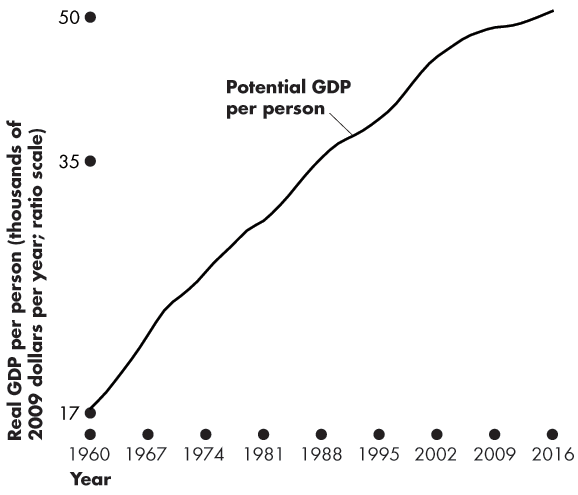 50
Potential GDP
per person
35
Real GDP per person (thousands of
2009 dollars per year; ratio scale)
17
1960 1967 1974 1981 1988 1995 2002 2009 2016
Year